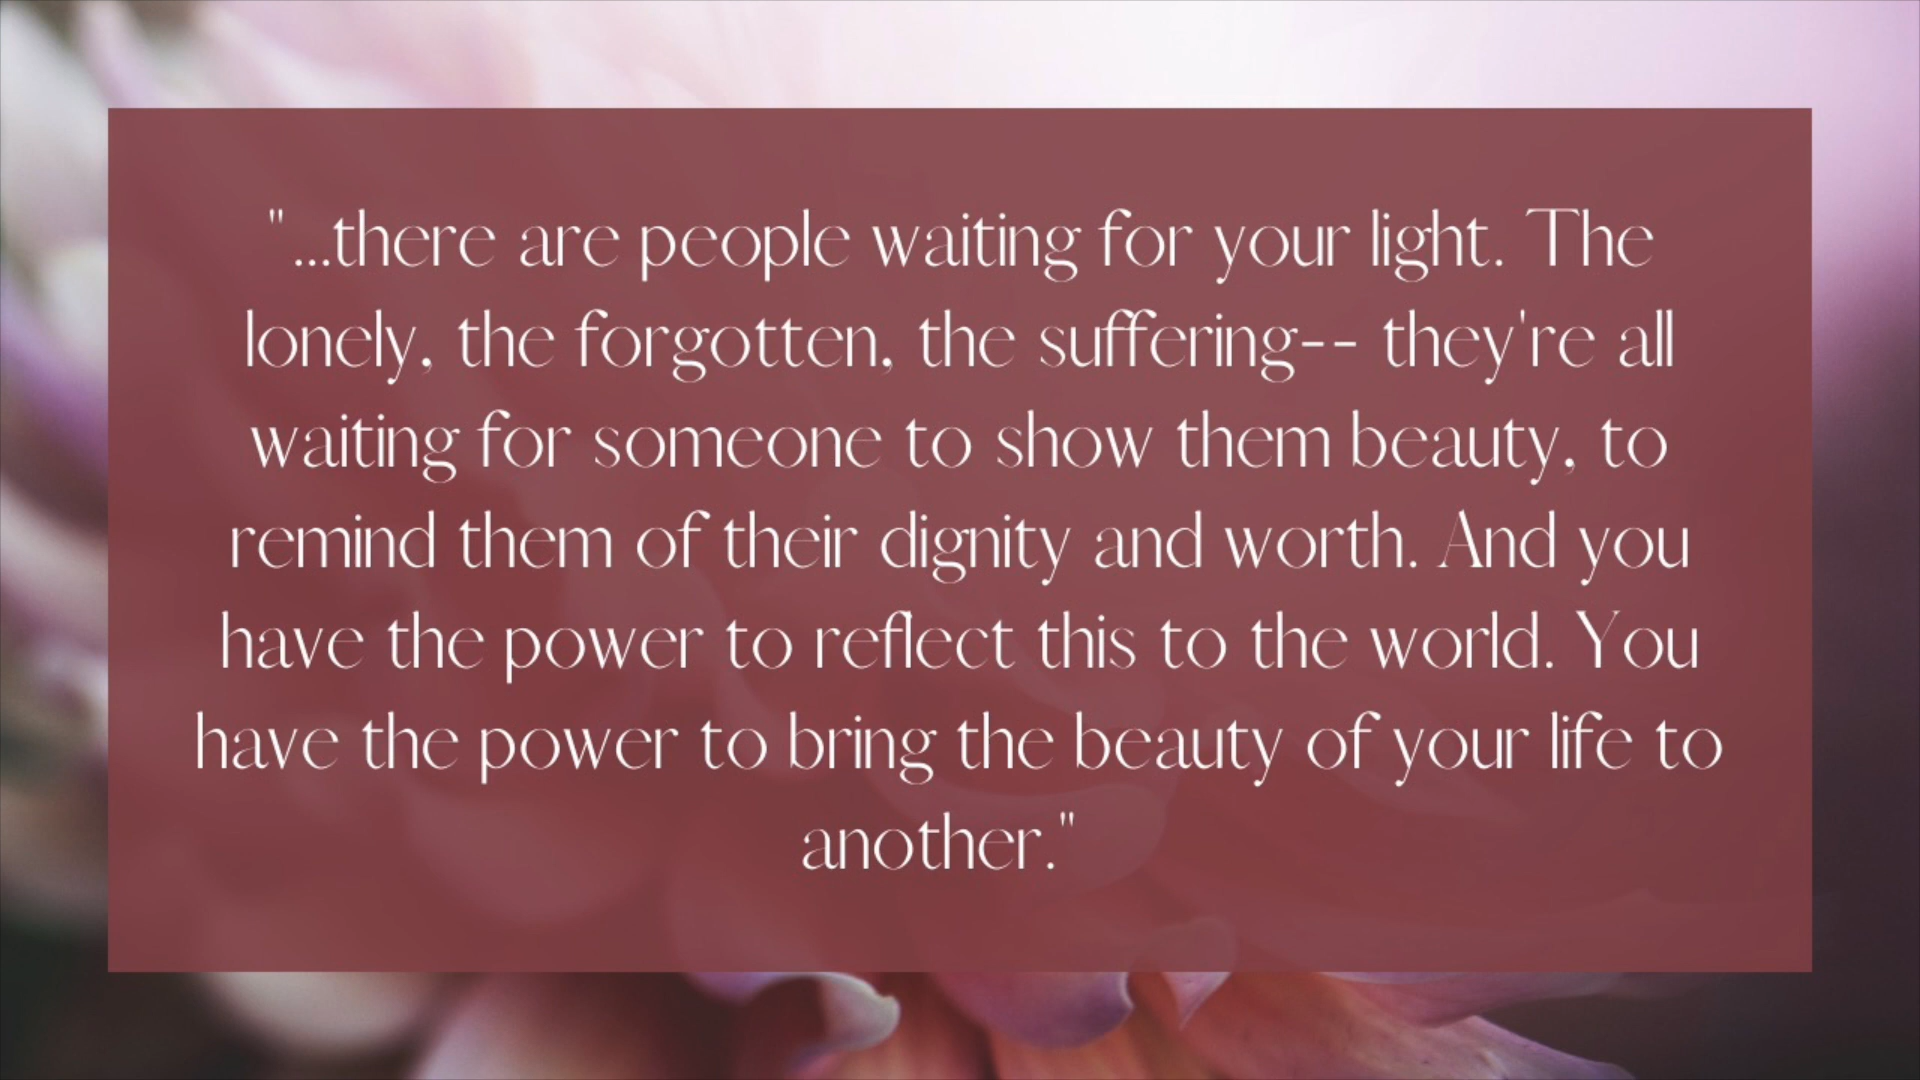 "...there are people waiting for your light. The
lonely, the forgotten, the suffering-- they're all
waiting for someone to show them beauty, to
remind them of their dignity and worth. And you
have the power to reflect this to the world. You
have the power to bring the beauty of your life to
another."